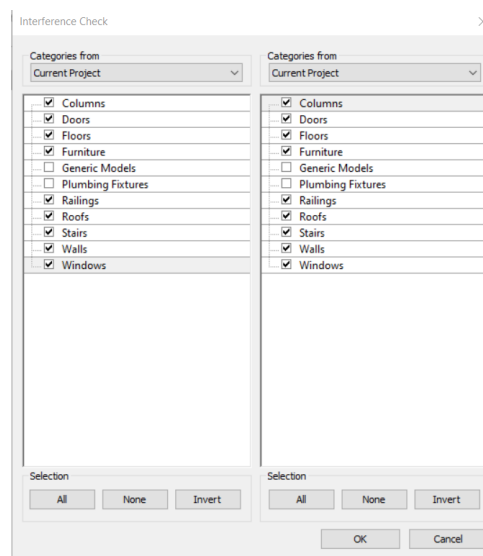 Interference Check
Categories from
Current Project
Columns
Doors
Floors
Furniture
Generic Models
Plumbing Fixtures
Railings
Roofs
Stairs
Walls
Windows
Selection
All None Invert
Categories from
Current Project
Columns
Doors
Floors
Furniture
Generic Models
Plumbing Fixtures
Railings
Roofs
Stairs
Walls
Windows
Selection
All None Invert
OK Cancel